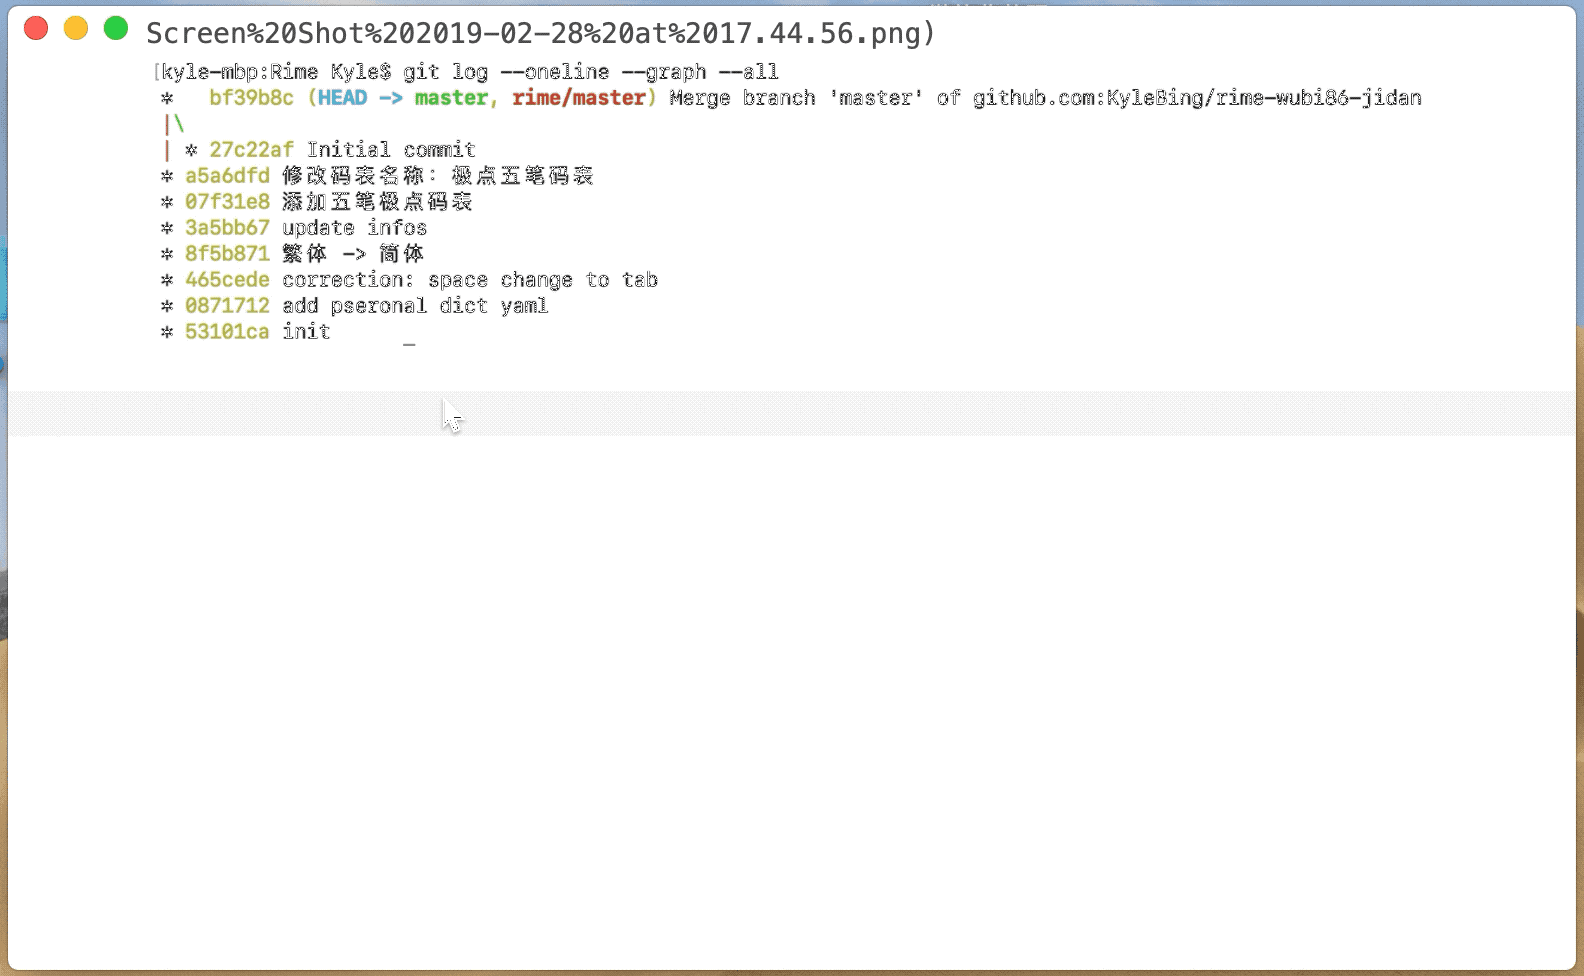 Screen%20Shot%202019-02-28%20at%2017.44.56.png)
[kyle-mbp:Rime Kyle$ git log --oneline --graph --all
*   bf39b8c (HEAD -> master, rime/master) Merge branch 'master' of github.com:KyleBing/rime-wubi86-jidan
|\
| * 27c22af Initial commit
* a5a6dfd 修改码表名称：极点五笔码表
* 07f31e8 添加五笔极点码表
* 3a5bb67 update infos
* 8f5b871 繁体 -> 简体
* 465cede correction: space change to tab
* 0871712 add pseronal dict yaml
* 53101ca init